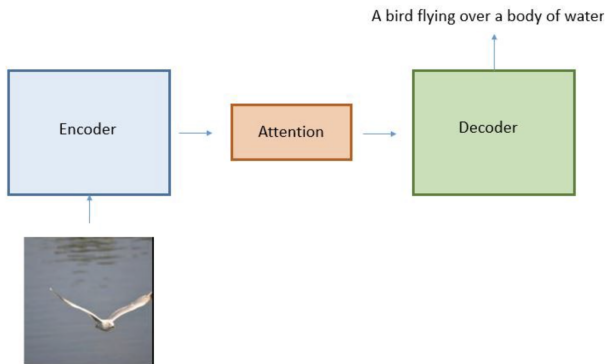 A bird flying over a body of water
Encoder
Attention
Decoder